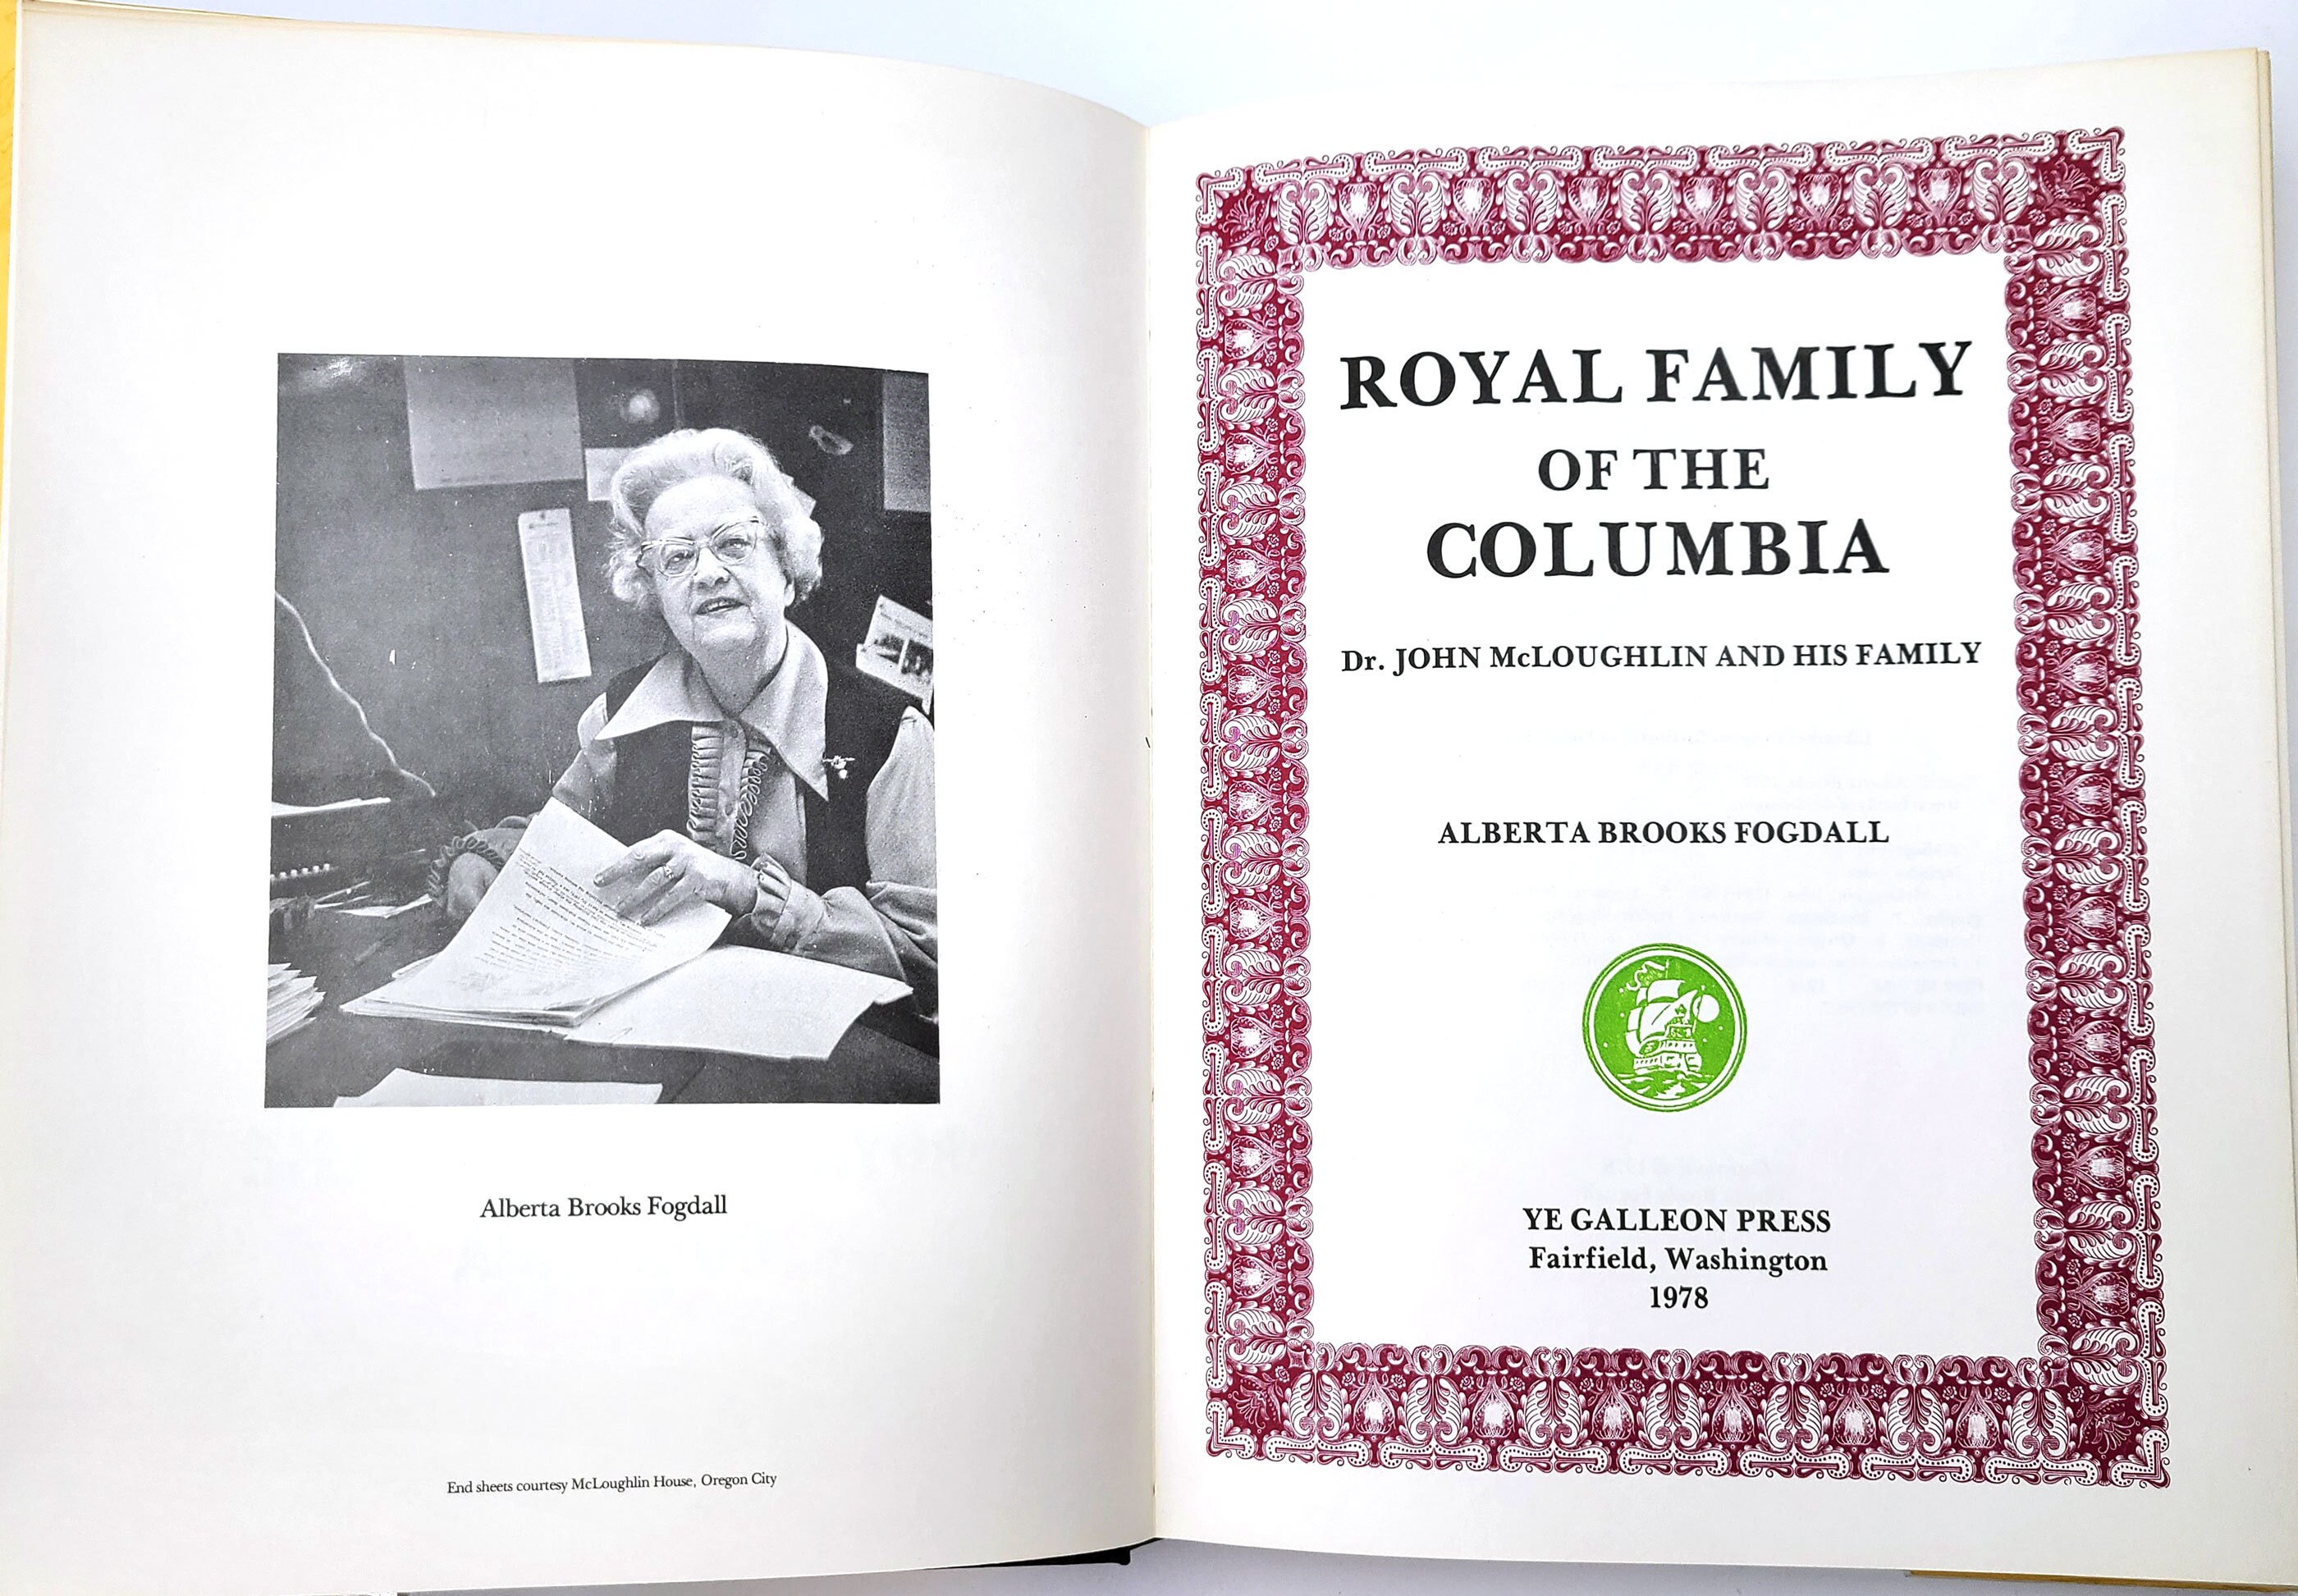 Alberta Brooks Fogdall
End sheets courtesy McLoughlin House, Oregon City
ROYAL FAMILY
OF THE
COLUMBIA
Dr. JOHN McLOUGHLIN AND HIS FAMILY
ALBERTA BROOKS FOGDALL
YE GALLEON PRESS
Fairfield, Washington
1978